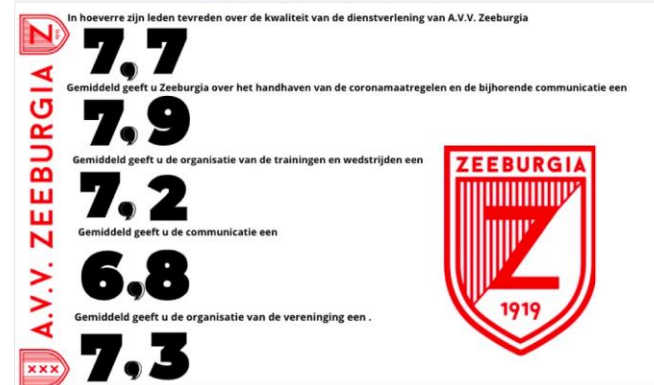 In hoeverre zijn leden tevreden over de kwaliteit van de dienstverlening van A.V.V. Zeeburgia
7,7
Gemiddeld geeft u Zeeburgia over het handhaven van de coronamaatregelen en de bijhorende communicatie een
7,9
Gemiddeld geeft u de organisatie van de trainingen en wedstrijden een
7,2
Gemiddeld geeft u de communicatie een
6,8
Gemiddeld geeft u de organisatie van de vereninging een .
7,3
A.V.V. ZEEBURGIA
Z
1919
XXX
ZEEBURGIA
Z
1919